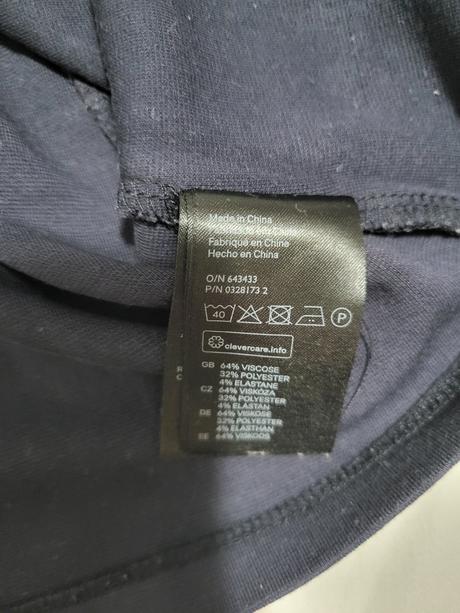 Made in China
Fabriqué en Chine
Hecho en China
O/N 643433
P/N 0328173 2
40 P
clevercare.info
GB 64% VISCOSE
32% POLYESTER
4% ELASTANE
CZ 64% VISKÓZA
32% POLYESTER
4% ELASTAN
DE 64% VISKOSE
32% POLYESTER
4% ELASTHAN
EE 64% VISKOOS